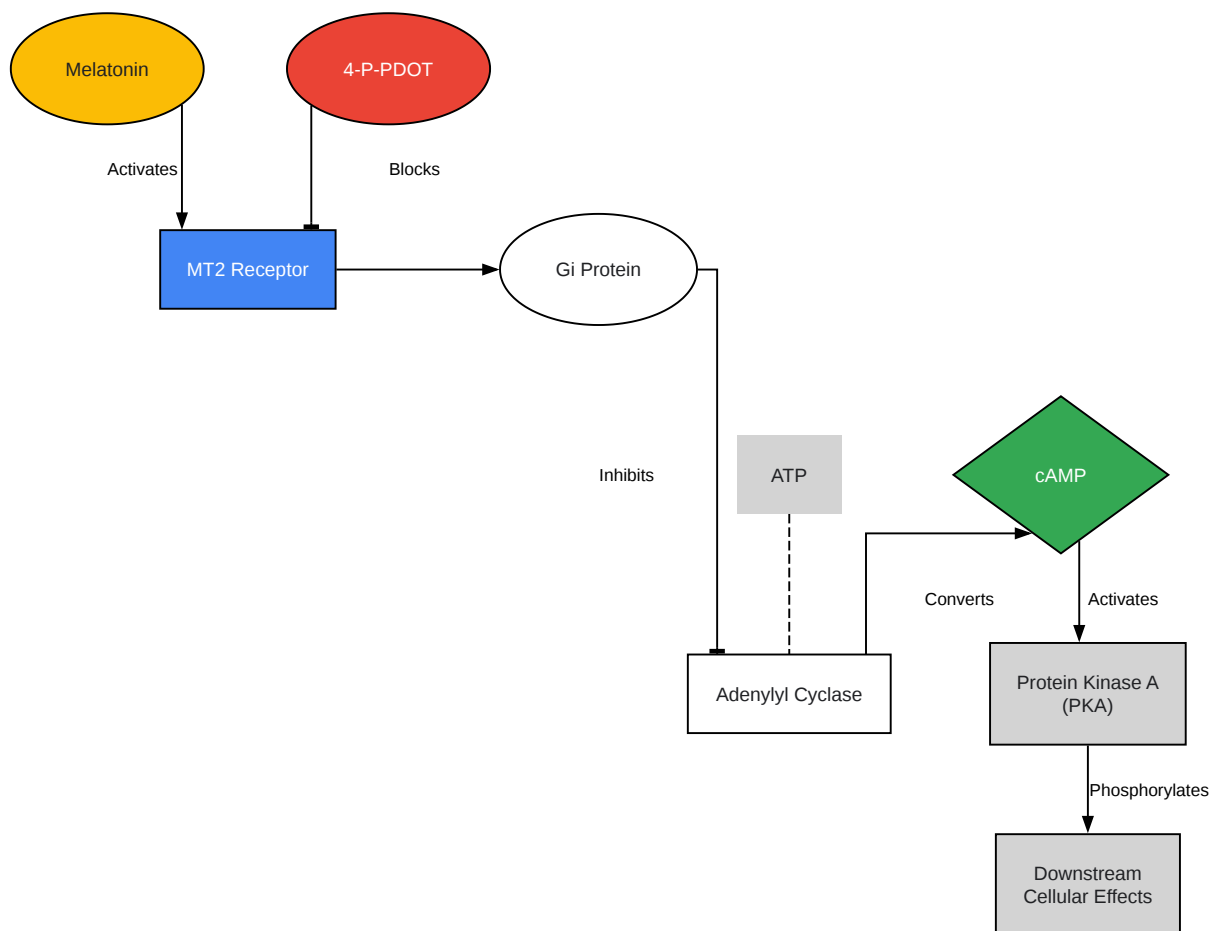 Melatonin
4-P-PDOT
Activates
Blocks
MT2 Receptor
Gi Protein
Inhibits
ATP
cAMP
Converts
Activates
Adenylyl Cyclase
Protein Kinase A
(PKA)
Phosphorylates
Downstream
Cellular Effects